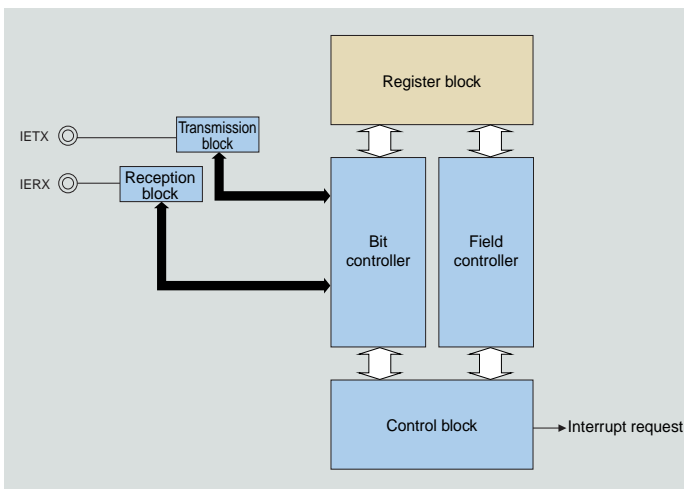 Register block
IETX
Transmission
block
IERX
Reception
block
Bit
controller
Field
controller
Control block
Interrupt request